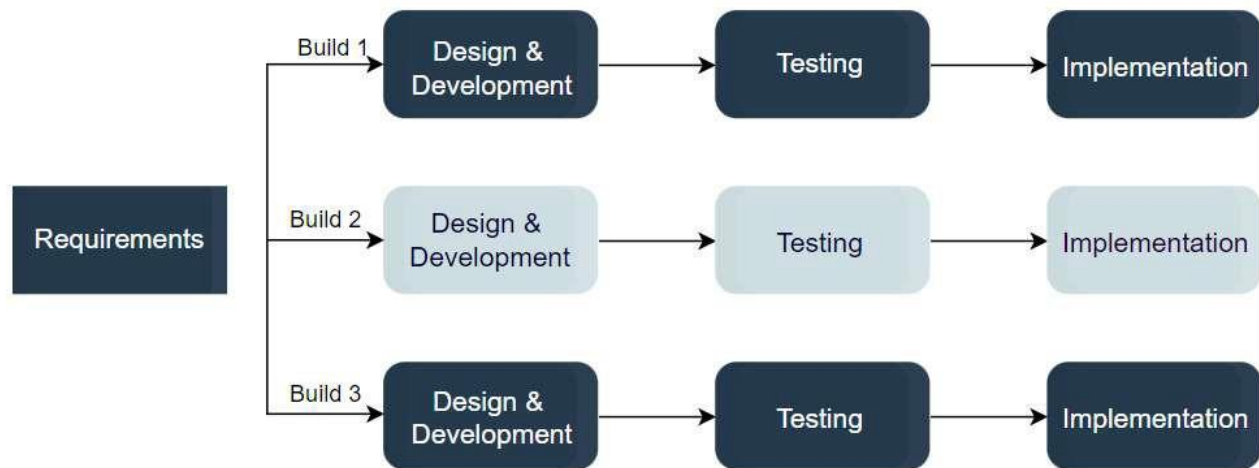 Requirements
Build 1
Design &
Development
Testing
Implementation
Build 2
Design &
Development
Testing
Implementation
Build 3
Design &
Development
Testing
Implementation